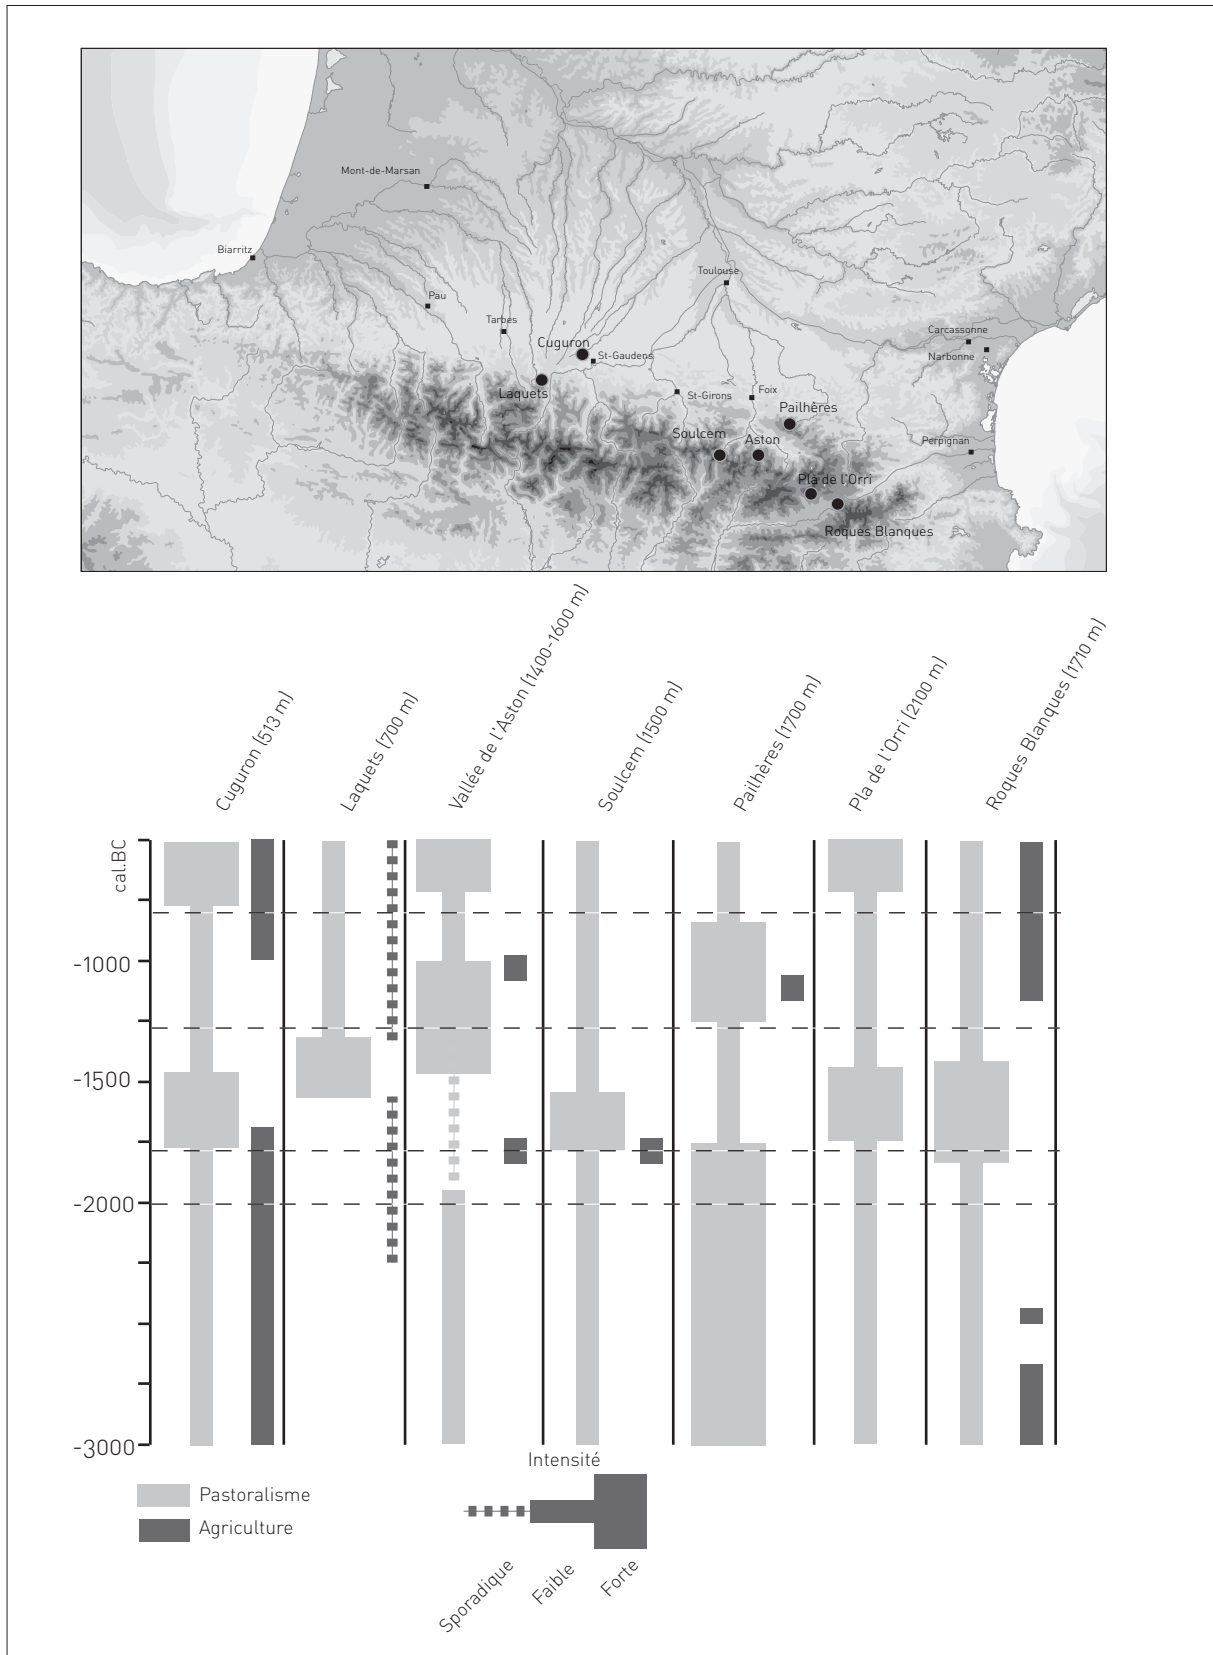 Mont-de-Marsan
Biarritz
Toulouse
Pau
Tarbes
Carcassonne
Cuguron
St-Gaudens
Narbonne
Laquets
St-Girons
Foix
Pailhères
Soulcem
Aston
Perpignan
Pla de l'Orri
Roques Blanques
Cuguron (513 m)
Laquets (700 m)
Vallée de l'Aston (1400-1600 m)
Soulcem (1500 m)
Pailhères (1700 m)
Pla de l'Orri (2100 m)
Roques Blanques (1710 m)
cal.BC
-1000
-1500
-2000
-3000
Intensité
Pastoralisme
Agriculture
Sporadique
Faible
Forte